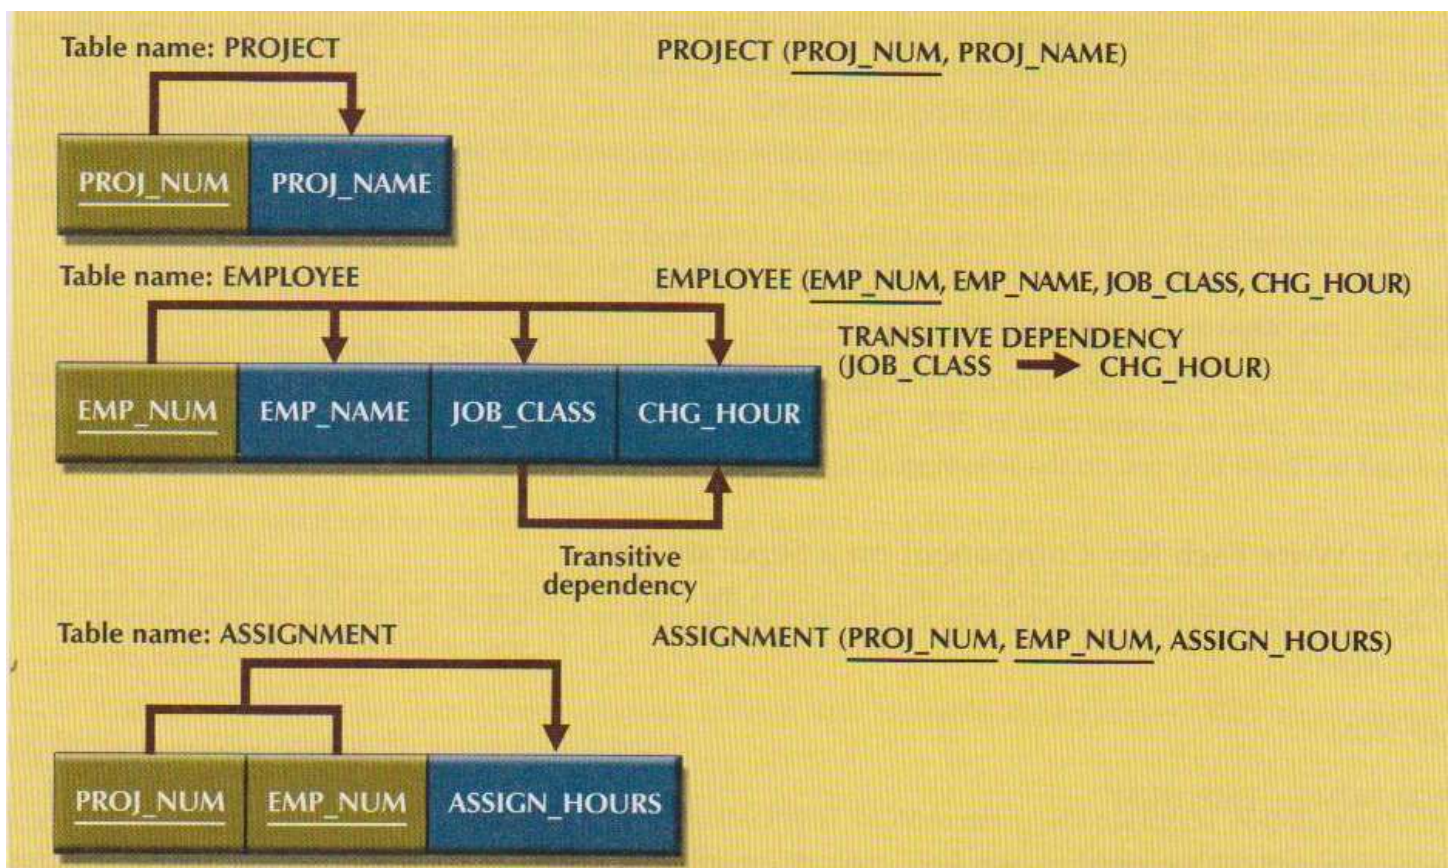 Table name: PROJECT
PROJECT (PROJ_NUM, PROJ_NAME)
PROJ_NUM
PROJ_NAME
Table name: EMPLOYEE
EMPLOYEE (EMP_NUM, EMP_NAME, JOB_CLASS, CHG_HOUR)
TRANSITIVE DEPENDENCY
(JOB_CLASS CHG_HOUR)
EMP_NUM
EMP_NAME
JOB_CLASS
CHG_HOUR
Transitive
dependency
Table name: ASSIGNMENT
ASSIGNMENT (PROJ_NUM, EMP_NUM, ASSIGN_HOURS)
PROJ_NUM
EMP_NUM
ASSIGN_HOURS